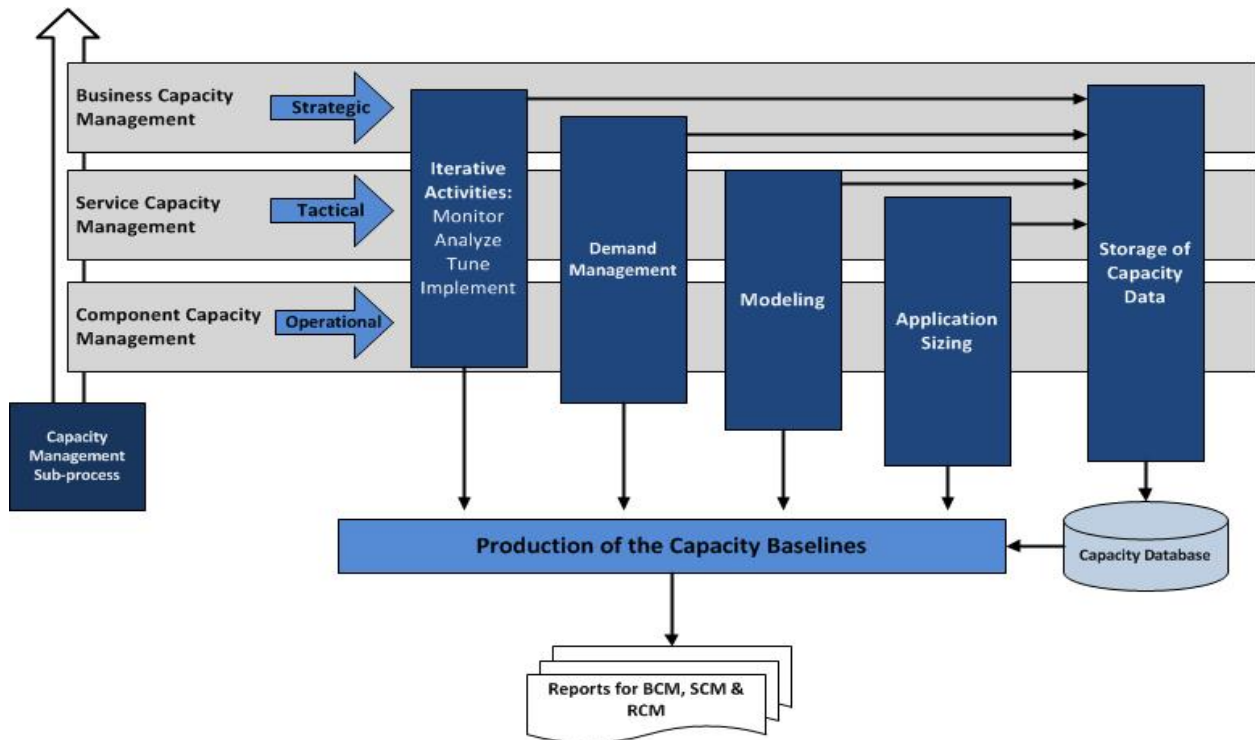 Business Capacity
Management
Strategic
Service Capacity
Management
Tactical
Component Capacity
Management
Operational
Capacity
Management
Sub-process
Iterative
Activities:
Monitor
Analyze
Tune
Implement
Demand
Management
Modeling
Application
Sizing
Storage of
Capacity
Data
Production of the Capacity Baselines
Capacity Database
Reports for BCM, SCM &
RCM